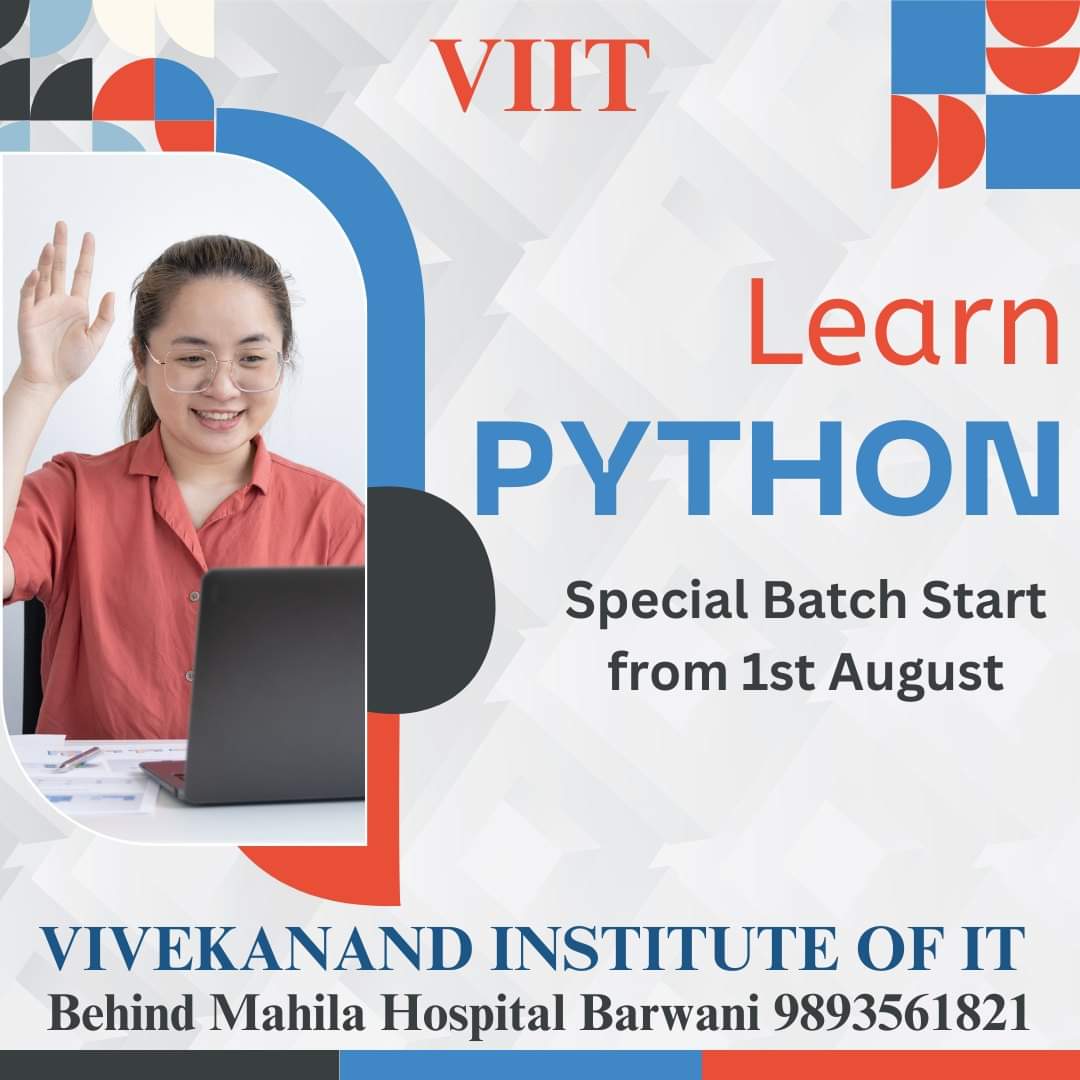 VIIT
Learn
PYTHON
Special Batch Start
from 1st August
VIVEKANAND INSTITUTE OF IT
Behind Mahila Hospital Barwani 9893561821